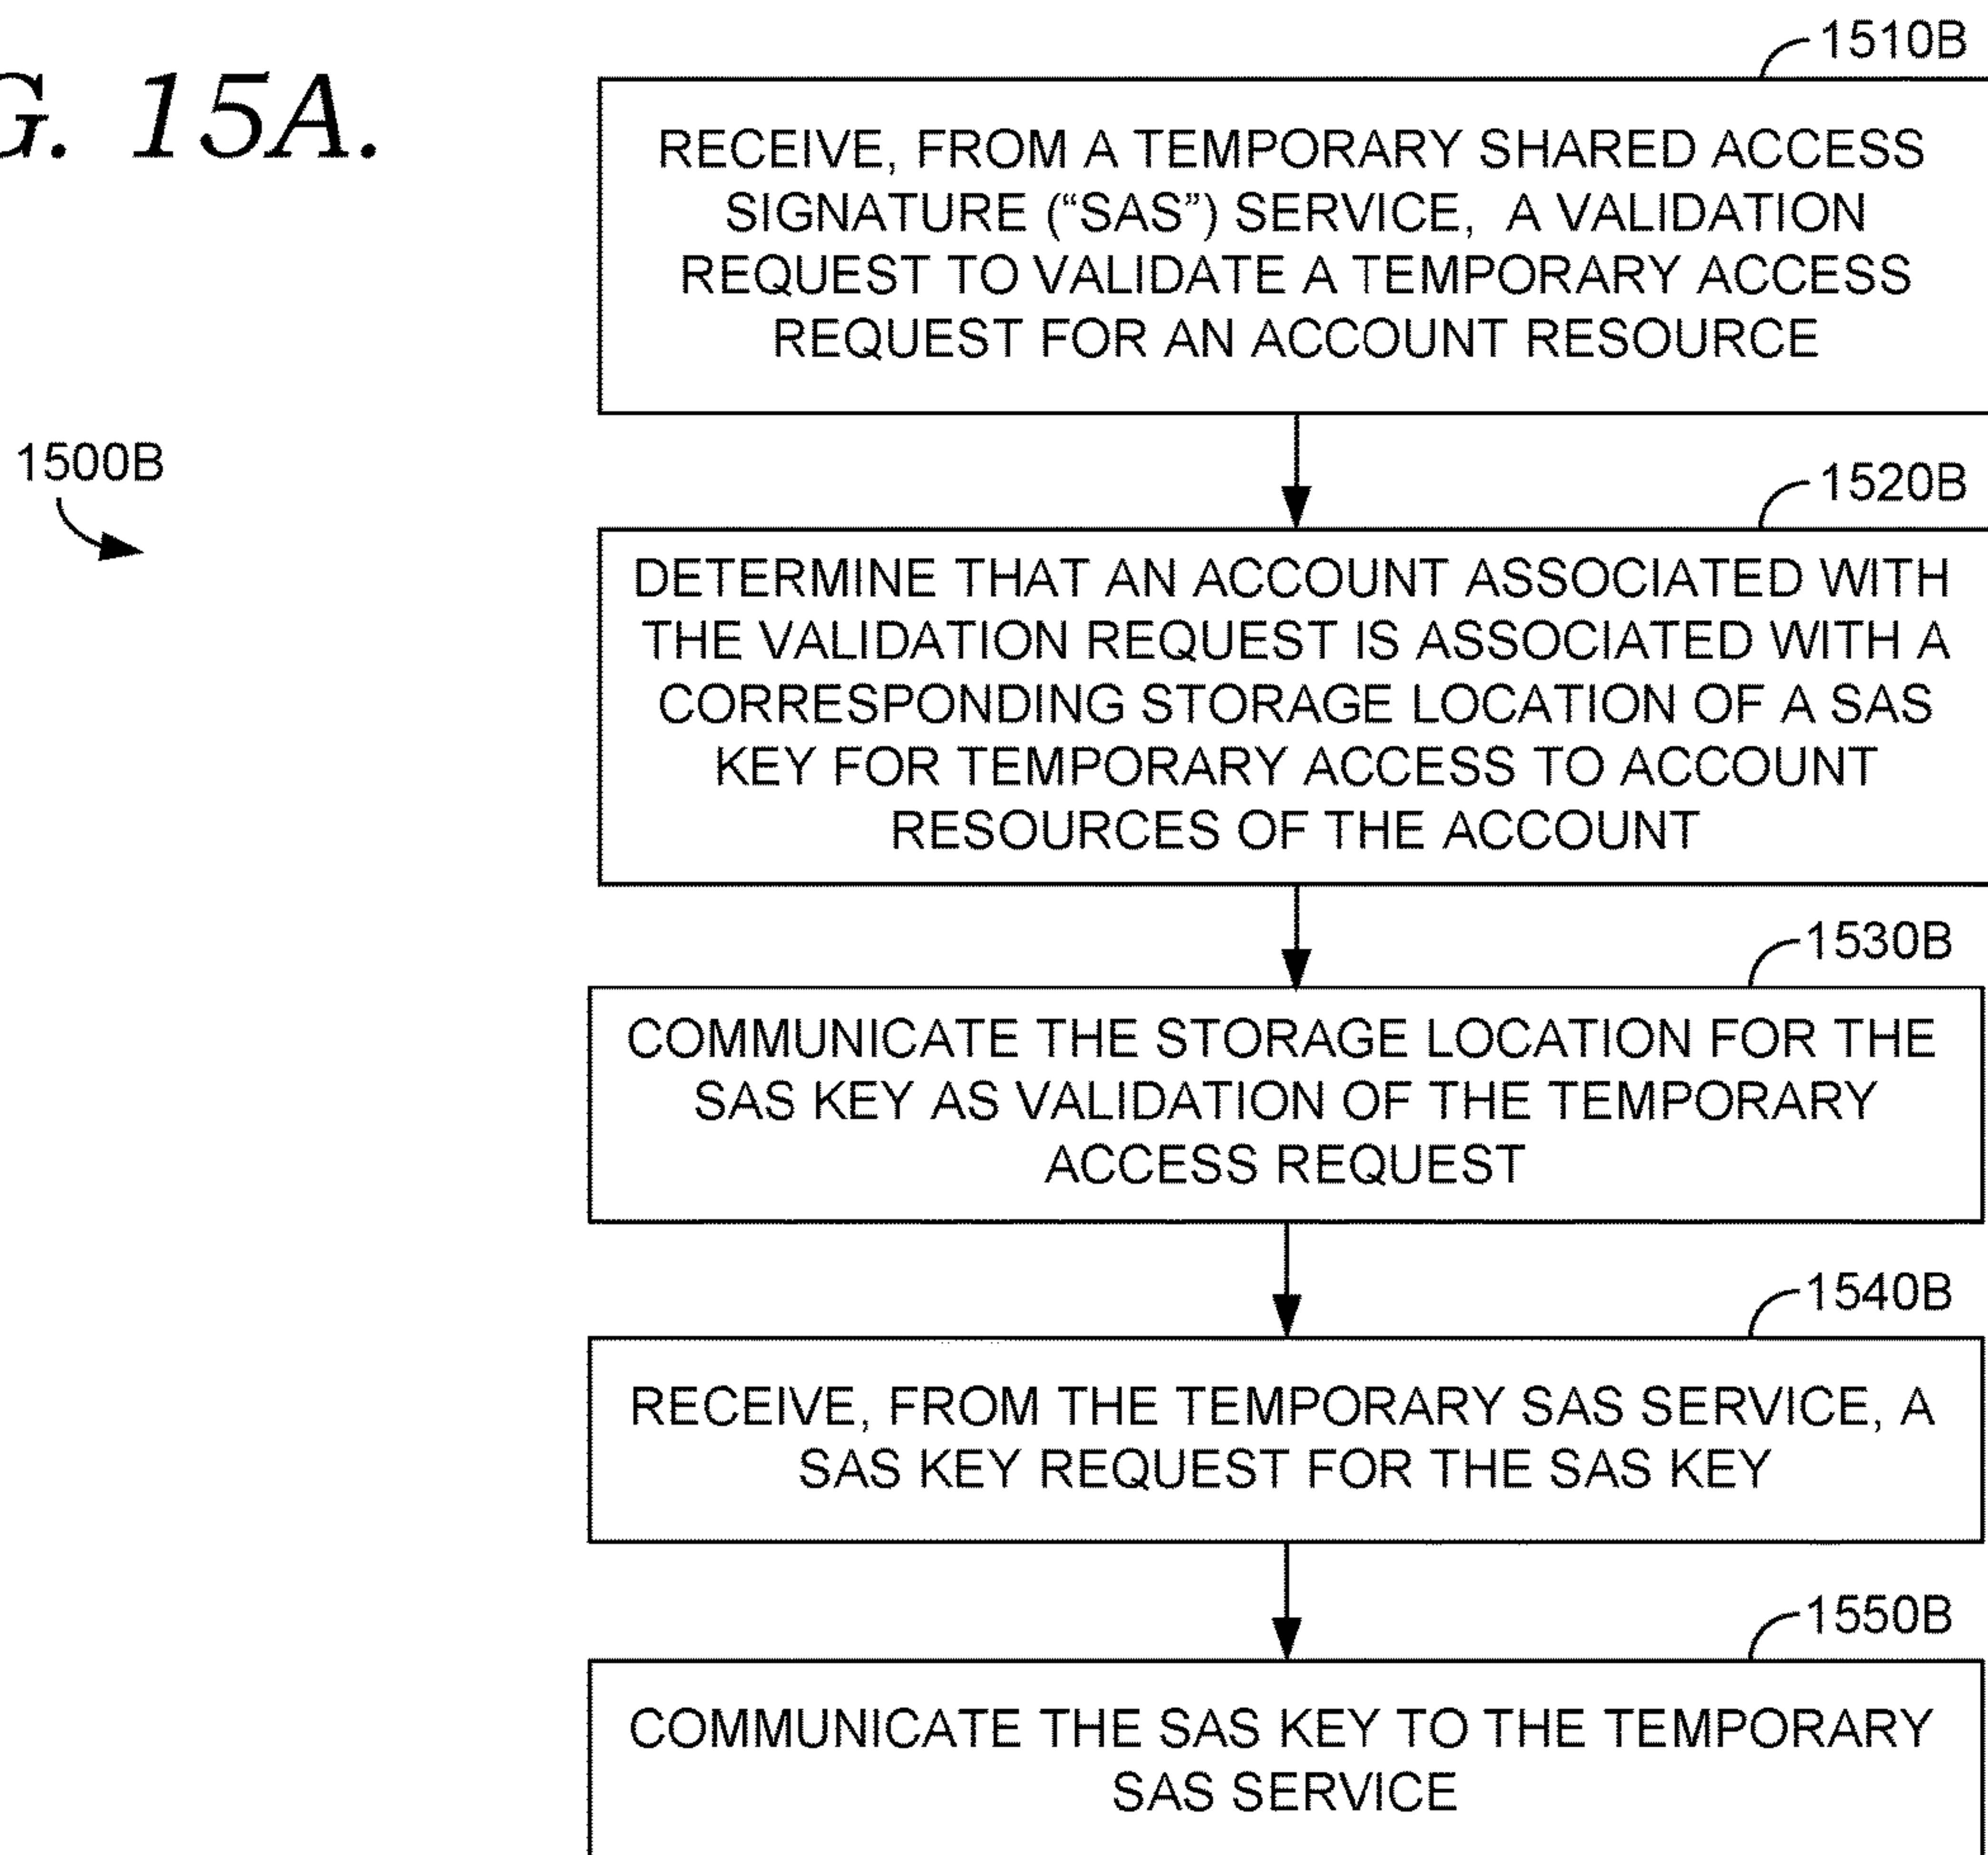 G. 15A.
1510B
RECEIVE, FROM A TEMPORARY SHARED ACCESS
SIGNATURE (“SAS”) SERVICE, A VALIDATION
REQUEST TO VALIDATE A TEMPORARY ACCESS
REQUEST FOR AN ACCOUNT RESOURCE
1500B
1520B
DETERMINE THAT AN ACCOUNT ASSOCIATED WITH
THE VALIDATION REQUEST IS ASSOCIATED WITH A
CORRESPONDING STORAGE LOCATION OF A SAS
KEY FOR TEMPORARY ACCESS TO ACCOUNT
RESOURCES OF THE ACCOUNT
1530B
COMMUNICATE THE STORAGE LOCATION FOR THE
SAS KEY AS VALIDATION OF THE TEMPORARY
ACCESS REQUEST
1540B
RECEIVE, FROM THE TEMPORARY SAS SERVICE, A
SAS KEY REQUEST FOR THE SAS KEY
1550B
COMMUNICATE THE SAS KEY TO THE TEMPORARY
SAS SERVICE